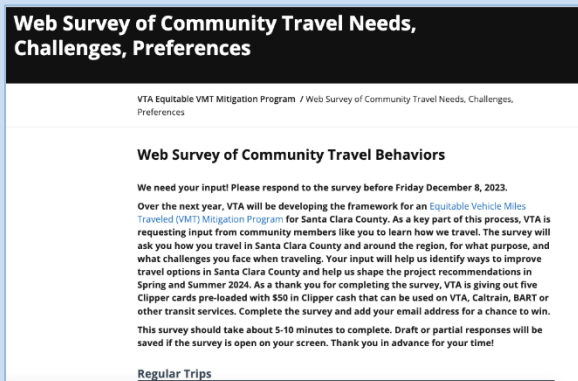 Web Survey of Community Travel Needs,
Challenges, Preferences
VTA Equitable VMT Mitigation Program / Web Survey of Community Travel Needs, Challenges,
Preferences
Web Survey of Community Travel Behaviors
We need your input! Please respond to the survey before Friday December 8, 2023.
Over the next year, VTA will be developing the framework for an Equitable Vehicle Miles
Traveled (VMT) Mitigation Program for Santa Clara County. As a key part of this process, VTA is
requesting input from community members like you to learn how we travel. The survey will
ask you how you travel in Santa Clara County and around the region, for what purpose, and
what challenges you face when traveling. Your input will help us identify ways to improve
travel options in Santa Clara County and help us shape the project recommendations in
Spring and Summer 2024. As a thank you for completing the survey, VTA is giving out five
Clipper cards pre-loaded with $50 in Clipper cash that can be used on VTA, Caltrain, BART or
other transit services. Complete the survey and add your email address for a chance to win.
This survey should take about 5-10 minutes to complete. Draft or partial responses will be
saved if the survey is open on your screen. Thank you in advance for your time!
Regular Trips